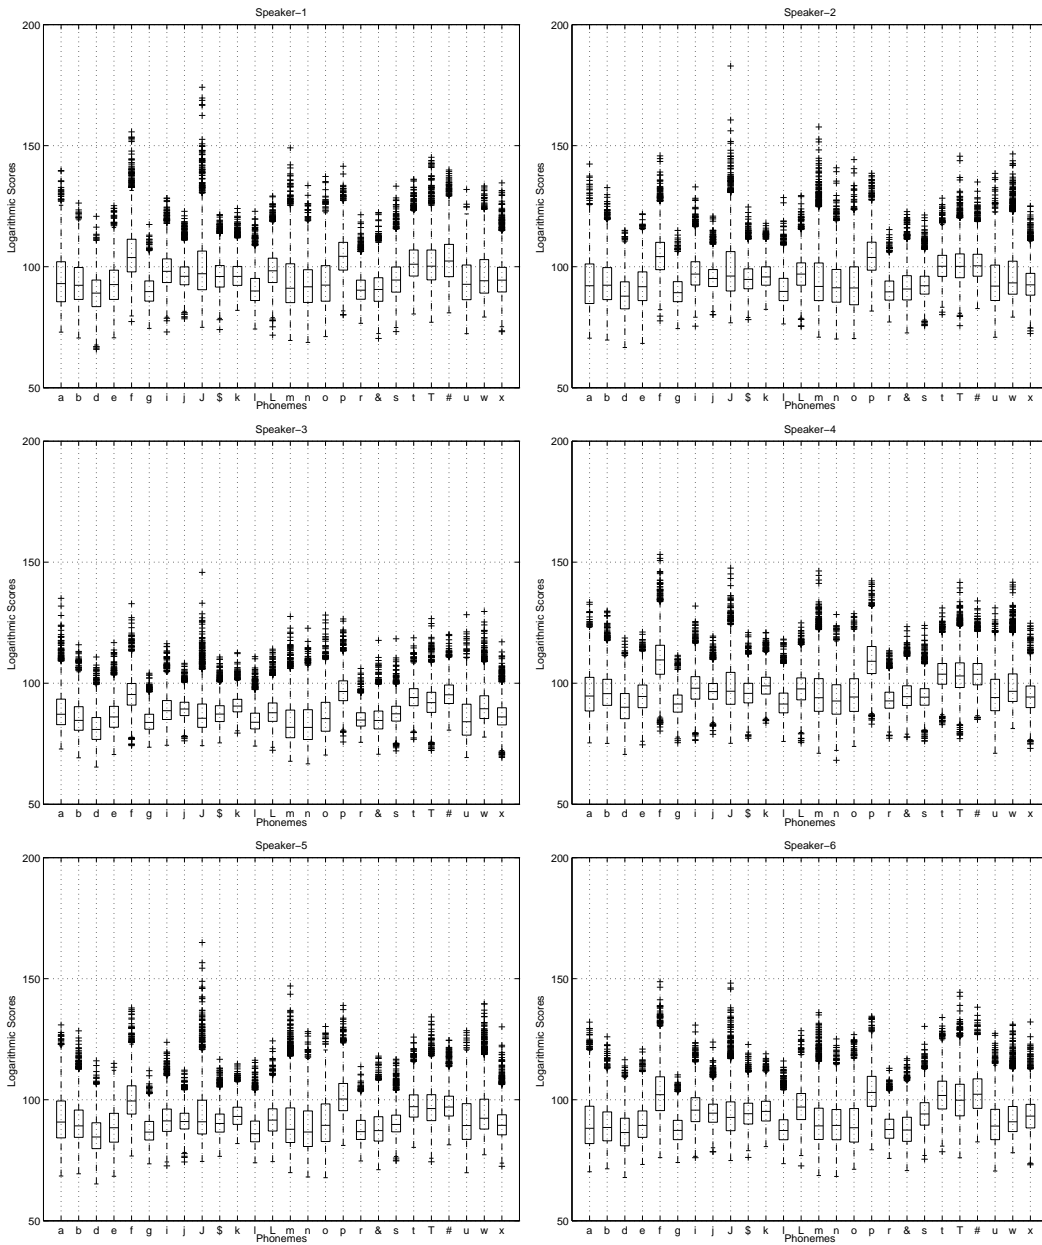 Speaker-1
200
150
100
50
Logarithmic Scores
a b d e f g i j J $ k l L m n o p r & s t T # u w x
Phonemes
Speaker-2
200
150
100
50
Logarithmic Scores
a b d e f g i j J $ k l L m n o p r & s t T # u w x
Phonemes
Speaker-3
200
150
100
50
Logarithmic Scores
a b d e f g i j J $ k l L m n o p r & s t T # u w x
Phonemes
Speaker-4
200
150
100
50
Logarithmic Scores
a b d e f g i j J $ k l L m n o p r & s t T # u w x
Phonemes
Speaker-5
200
150
100
50
Logarithmic Scores
a b d e f g i j J $ k l L m n o p r & s t T # u w x
Phonemes
Speaker-6
200
150
100
50
Logarithmic Scores
a b d e f g i j J $ k l L m n o p r & s t T # u w x
Phonemes